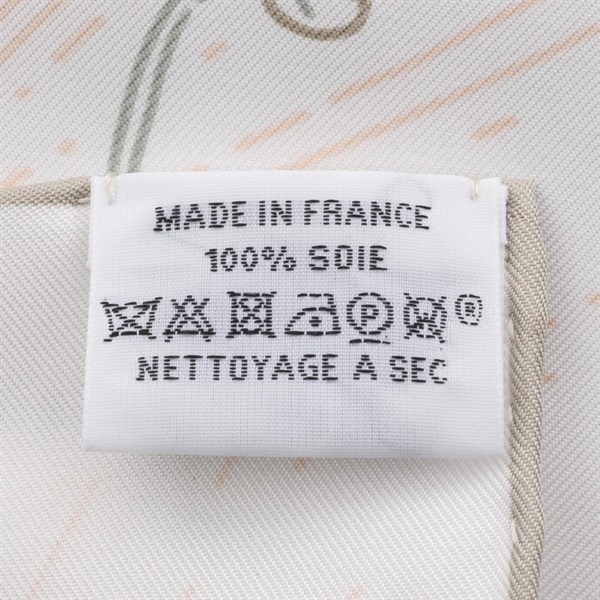 MADE IN FRANCE
100% SOIE
P ®
NETTOYAGE A SEC